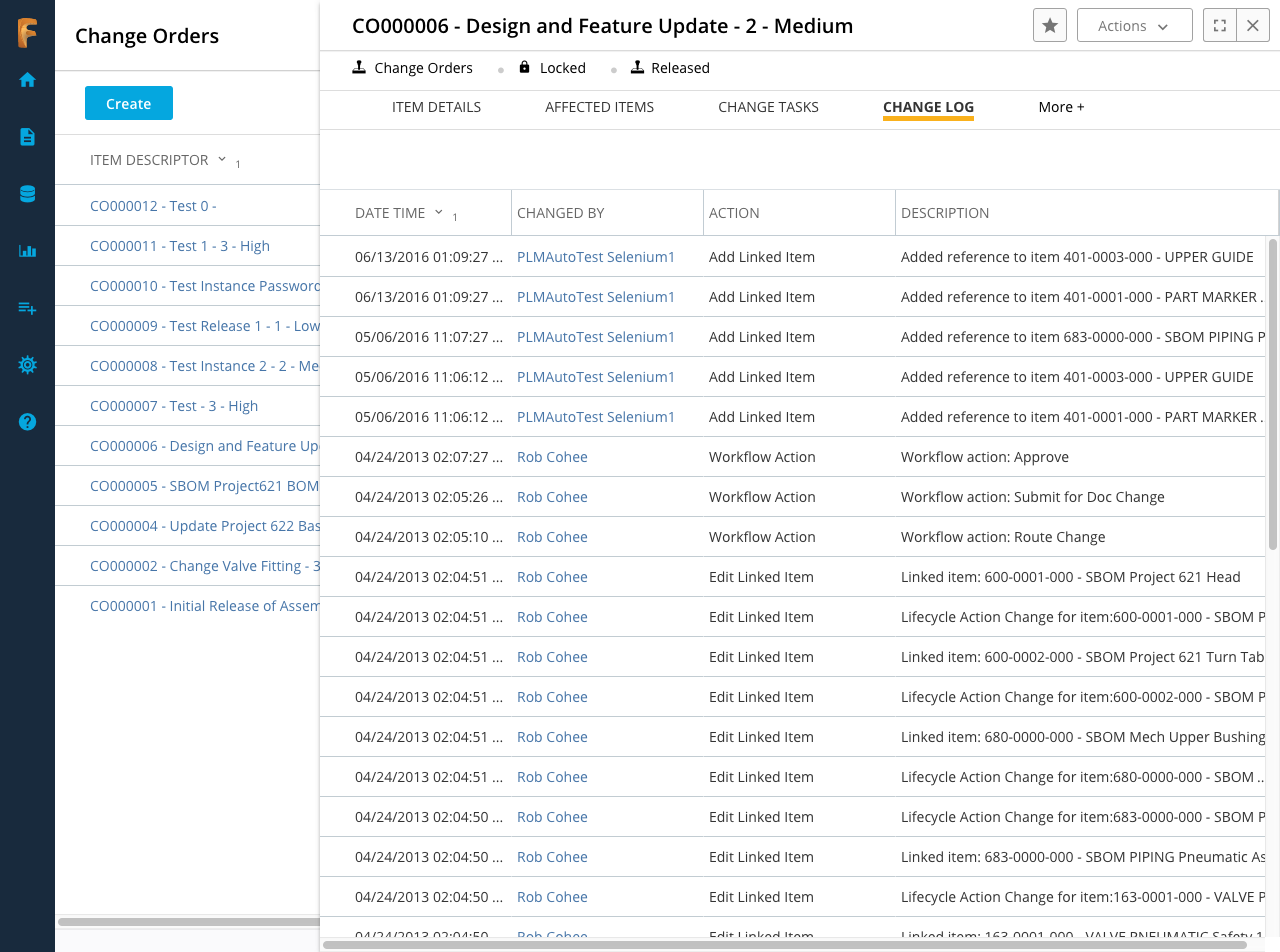 Change Orders
Create
ITEM DESCRIPTOR 1
CO000012 - Test 0 -
CO000011 - Test 1 - 3 - High
CO000010 - Test Instance Password
CO000009 - Test Release 1 - 1 - Low
CO000008 - Test Instance 2 - 2 - Me
CO000007 - Test - 3 - High
CO000006 - Design and Feature Up
CO000005 - SBOM Project621 BOM
CO000004 - Update Project 622 Bas
CO000002 - Change Valve Fitting - 3
CO000001 - Initial Release of Assem
CO000006 - Design and Feature Update - 2 - Medium
Actions
Change Orders Locked Released
ITEM DETAILS AFFECTED ITEMS CHANGE TASKS CHANGE LOG More +
DATE TIME 1 CHANGED BY ACTION DESCRIPTION
06/13/2016 01:09:27 ... PLMAutoTest Selenium1 Add Linked Item Added reference to item 401-0003-000 - UPPER GUIDE
06/13/2016 01:09:27 ... PLMAutoTest Selenium1 Add Linked Item Added reference to item 401-0001-000 - PART MARKER ..
05/06/2016 11:07:27 ... PLMAutoTest Selenium1 Add Linked Item Added reference to item 683-0000-000 - SBOM PIPING P
05/06/2016 11:06:12 ... PLMAutoTest Selenium1 Add Linked Item Added reference to item 401-0003-000 - UPPER GUIDE
05/06/2016 11:06:12 ... PLMAutoTest Selenium1 Add Linked Item Added reference to item 401-0001-000 - PART MARKER ..
04/24/2013 02:07:27 ... Rob Cohee Workflow Action Workflow action: Approve
04/24/2013 02:05:26 ... Rob Cohee Workflow Action Workflow action: Submit for Doc Change
04/24/2013 02:05:10 ... Rob Cohee Workflow Action Workflow action: Route Change
04/24/2013 02:04:51 ... Rob Cohee Edit Linked Item Linked item: 600-0001-000 - SBOM Project 621 Head
04/24/2013 02:04:51 ... Rob Cohee Edit Linked Item Lifecycle Action Change for item:600-0001-000 - SBOM P
04/24/2013 02:04:51 ... Rob Cohee Edit Linked Item Linked item: 600-0002-000 - SBOM Project 621 Turn Tab
04/24/2013 02:04:51 ... Rob Cohee Edit Linked Item Lifecycle Action Change for item:600-0002-000 - SBOM P
04/24/2013 02:04:51 ... Rob Cohee Edit Linked Item Linked item: 680-0000-000 - SBOM Mech Upper Bushing
04/24/2013 02:04:51 ... Rob Cohee Edit Linked Item Lifecycle Action Change for item:680-0000-000 - SBOM ..
04/24/2013 02:04:50 ... Rob Cohee Edit Linked Item Lifecycle Action Change for item:683-0000-000 - SBOM P
04/24/2013 02:04:50 ... Rob Cohee Edit Linked Item Linked item: 683-0000-000 - SBOM PIPING Pneumatic As
04/24/2013 02:04:50 ... Rob Cohee Edit Linked Item Lifecycle Action Change for item:163-0001-000 - VALVE P
04/24/2013 02:04:50 Rob Cohee Edit Linked Item Linked item: 163-0001-000 - VALVE PNEUMATIC Safety 1